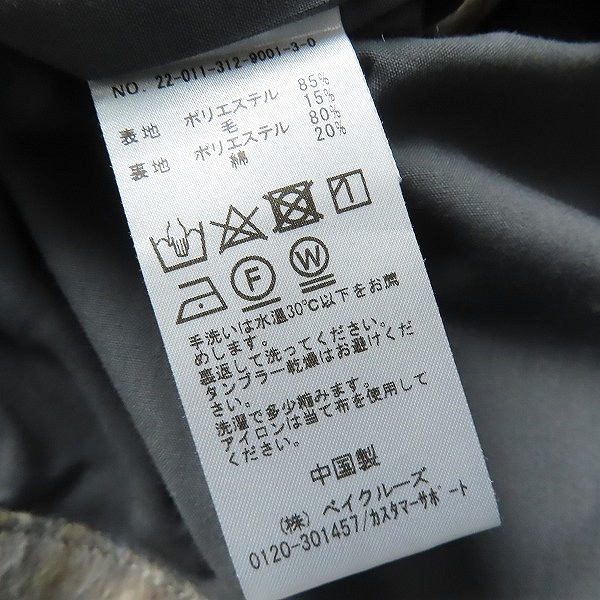 NO. 22-011-312-9001-3-0
表地 ポリエステル 85%
毛 15%
裏地 ポリエステル 80%
綿 20%
F W
手洗いは水温30℃以下をお薦
めします。
裏返して洗ってください。
タンブラー乾燥はお避けくだ
さい。
洗濯で多少縮みます。
アイロンは当て布を使用して
ください。
中国製
(株) ベイクルーズ
0120-301457/カスタマーサポート